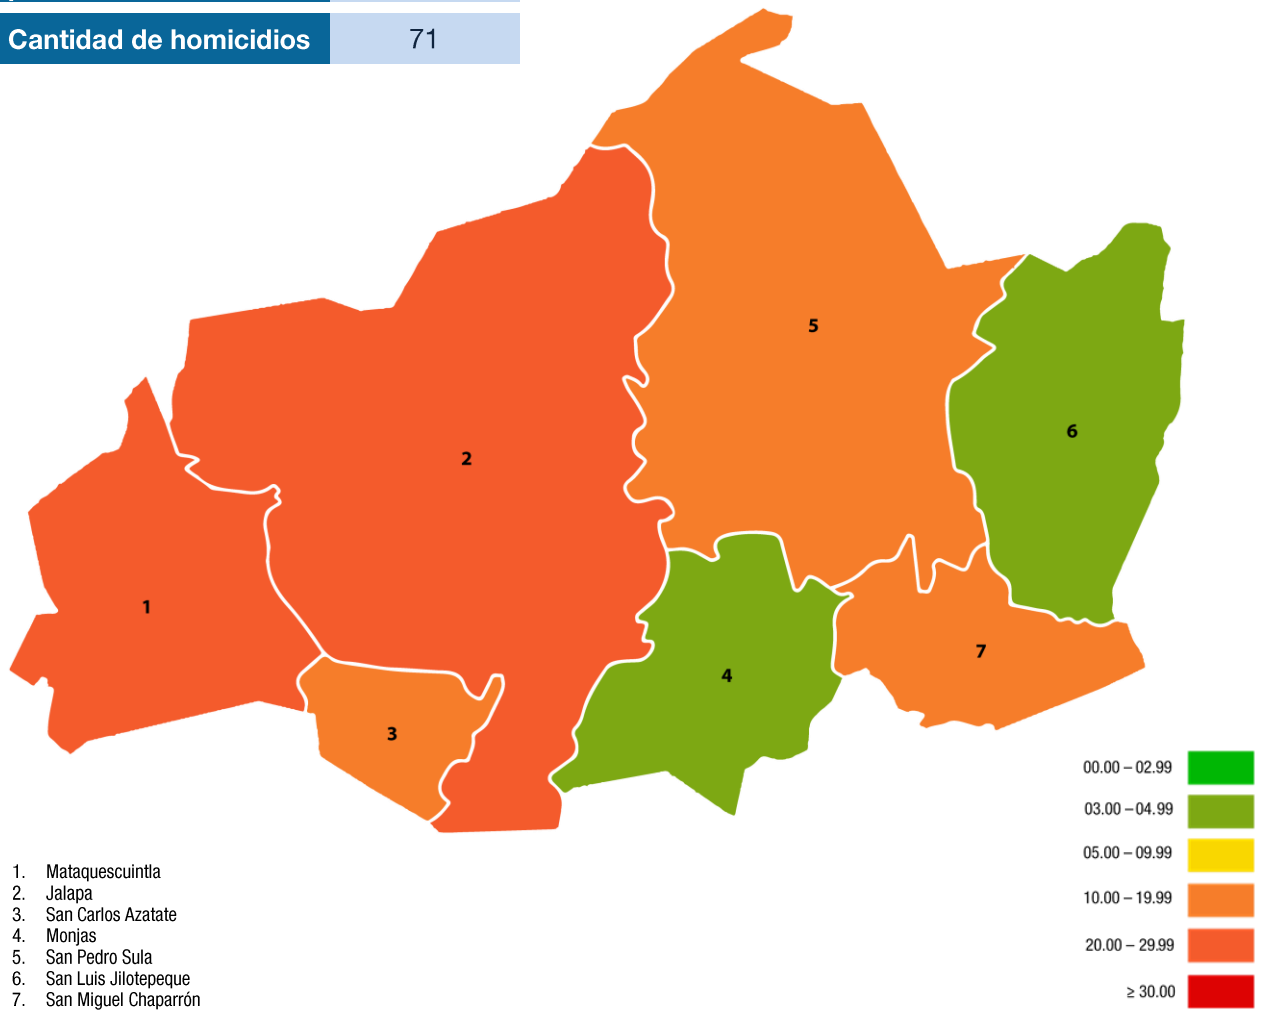 Cantidad de homicidios 71
5
6
2
1
7
4
3
00.00 – 02.99
03.00 – 04.99
05.00 – 09.99
10.00 – 19.99
20.00 – 29.99
≥ 30.00
1. Mataquescuintla
2. Jalapa
3. San Carlos Azatate
4. Monjas
5. San Pedro Sula
6. San Luis Jilotepeque
7. San Miguel Chaparrón